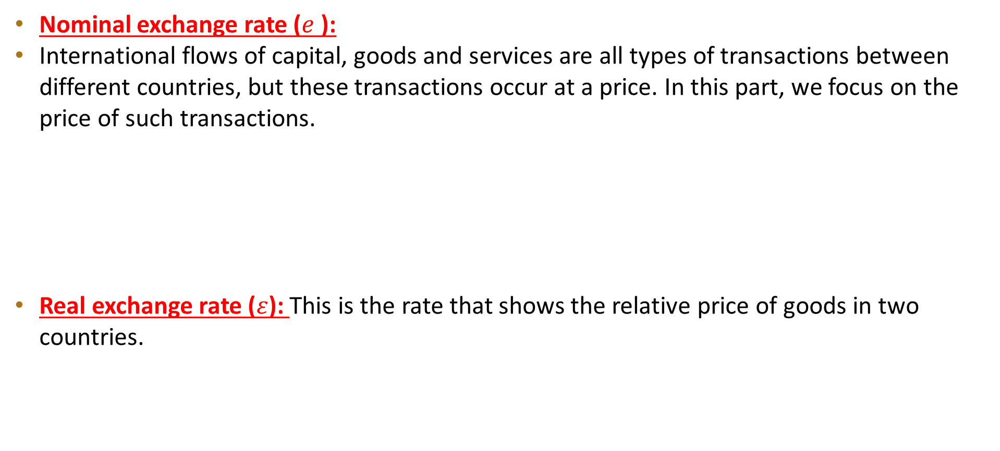 • Nominal exchange rate (𝑒 ):
• International flows of capital, goods and services are all types of transactions between
different countries, but these transactions occur at a price. In this part, we focus on the
price of such transactions.
• Real exchange rate (𝜀): This is the rate that shows the relative price of goods in two
countries.